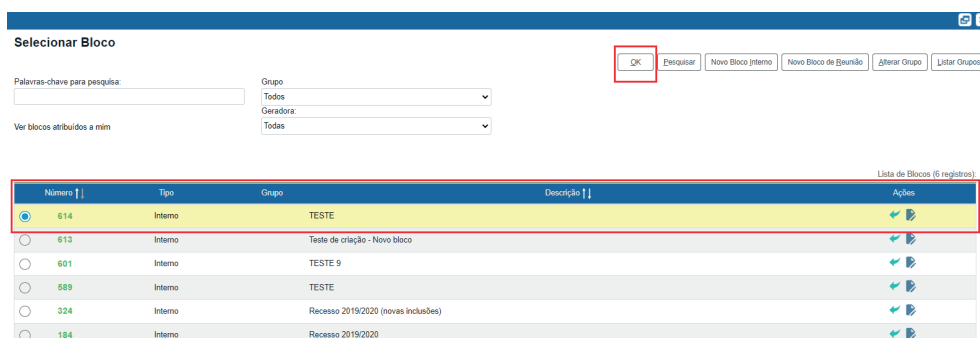 Selecionar Bloco
OK Pesquisar Novo Bloco Interno Novo Bloco de Reunião Alterar Grupo Listar Grupos
Palavras-chave para pesquisa: Grupo
Todos
Geradora:
Ver blocos atribuídos a mim Todas
Lista de Blocos (6 registros):
Número Tipo Grupo Descrição Ações
614 Interno TESTE
613 Interno Teste de criação - Novo bloco
601 Interno TESTE 9
589 Interno TESTE
324 Interno Recesso 2019/2020 (novas inclusões)
184 Interno Recesso 2019/2020